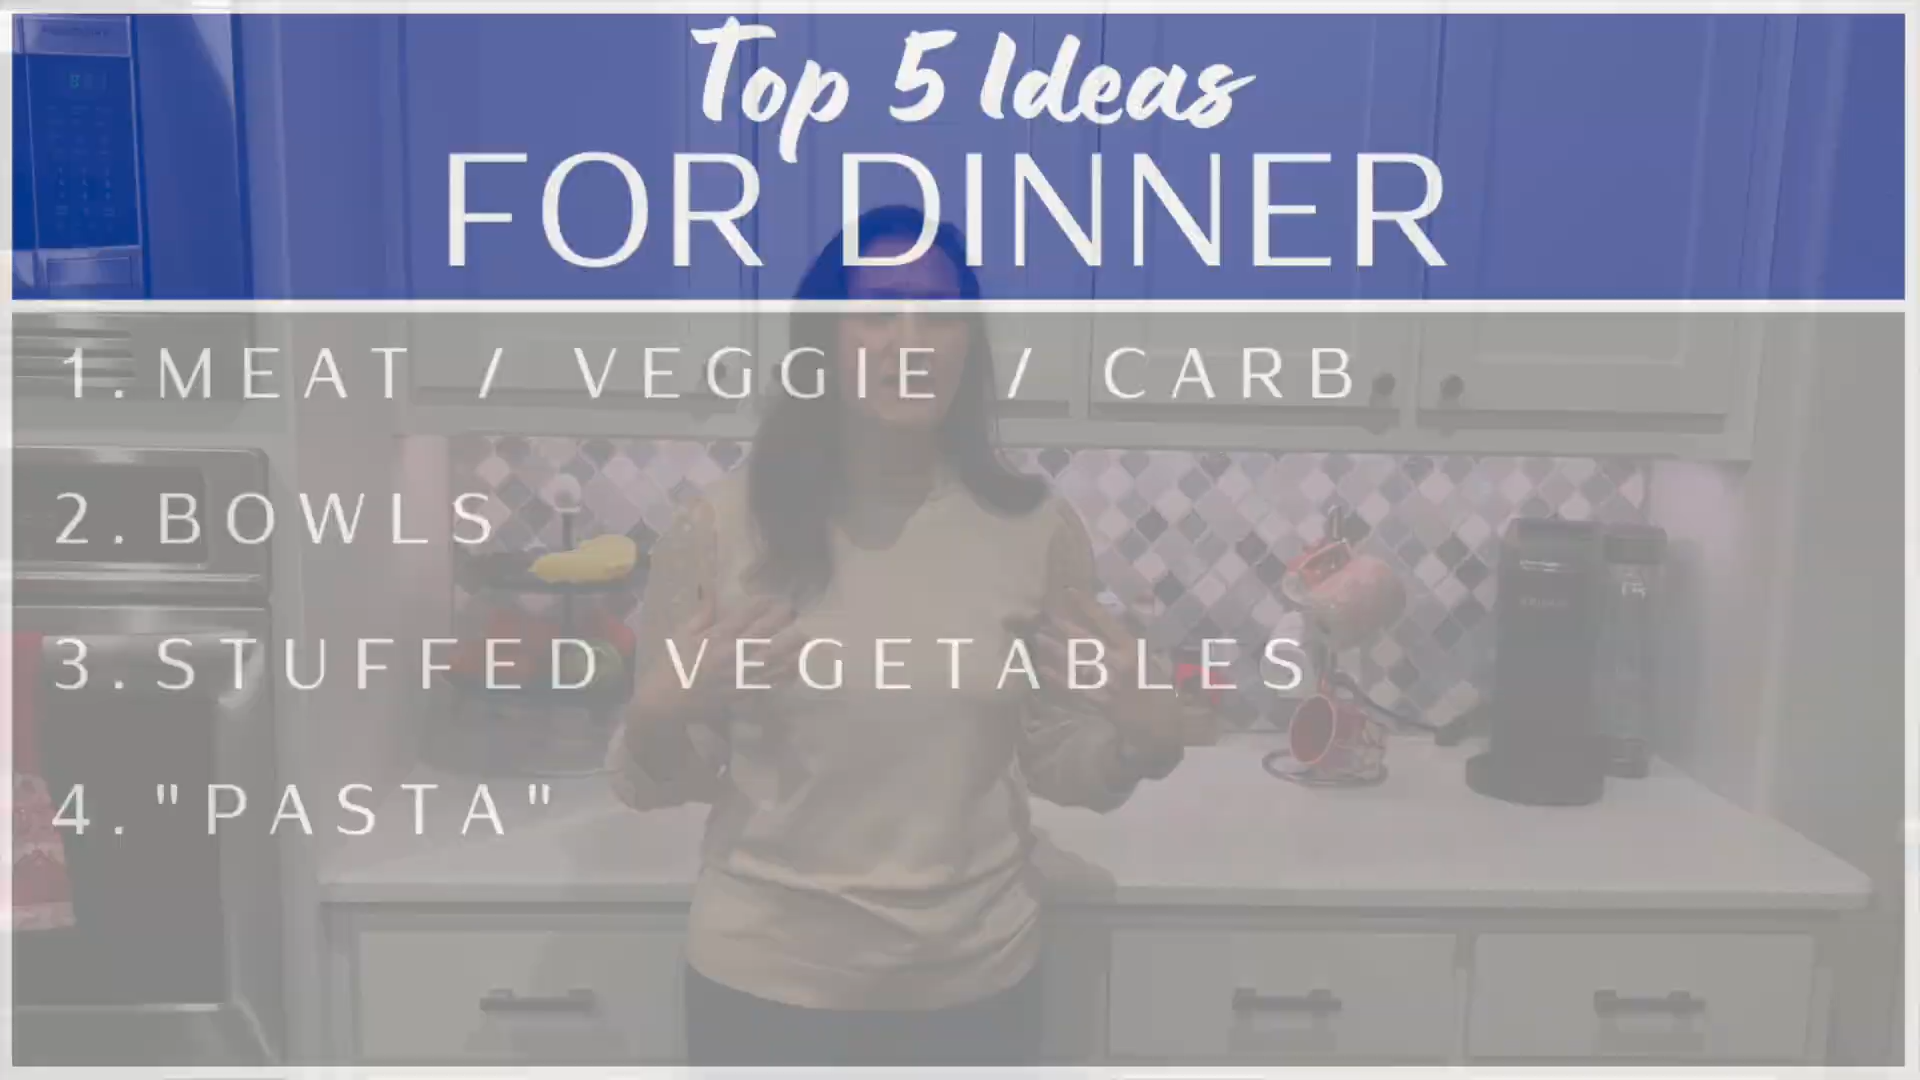 Top 5 Ideas
FOR DINNER
1. MEAT / VEGGIE / CARB
2. BOWLS
3. STUFFED VEGETABLES
4. "PASTA"